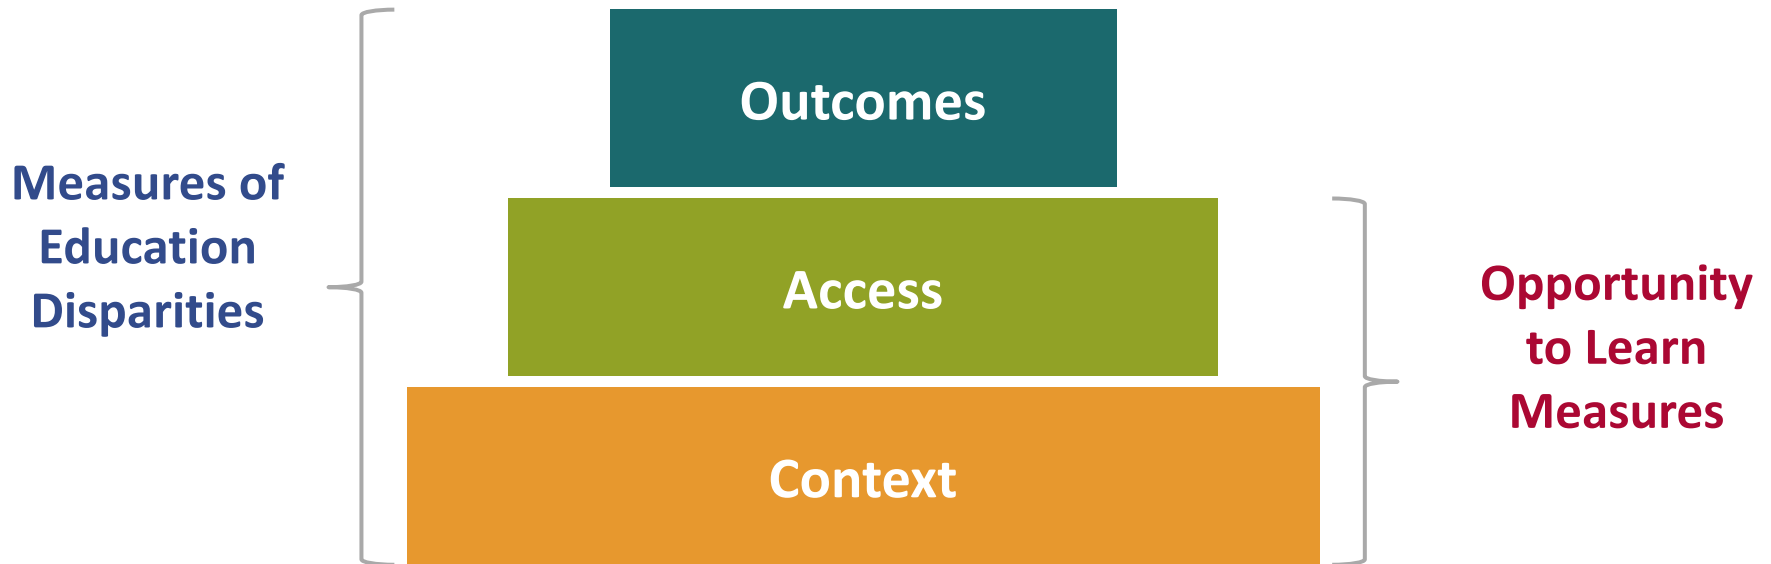 Measures of
Education
Disparities
Outcomes
Access
Context
Opportunity
to Learn
Measures